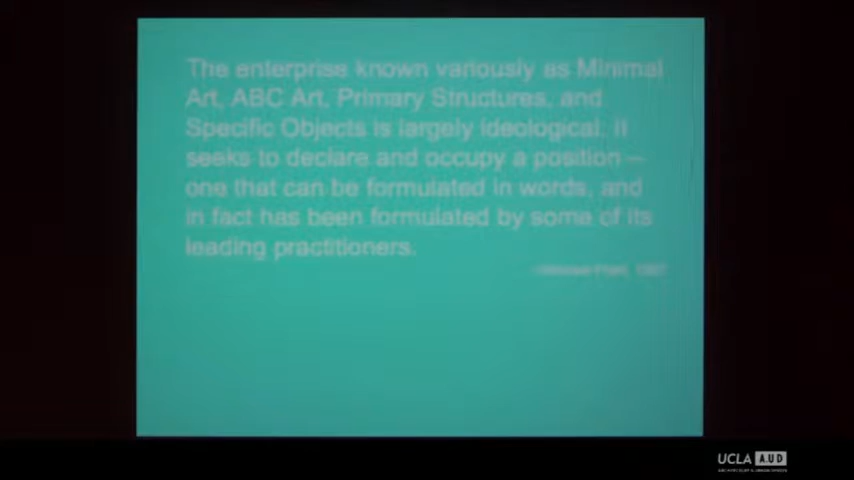 The enterprise known variously as Minimal
Art, ABC Art, Primary Structures, and
Specific Objects is largely ideological. It
seeks to declare and occupy a position –
one that can be formulated in words, and
in fact has been formulated by some of its
leading practitioners.
UCLA A.UD